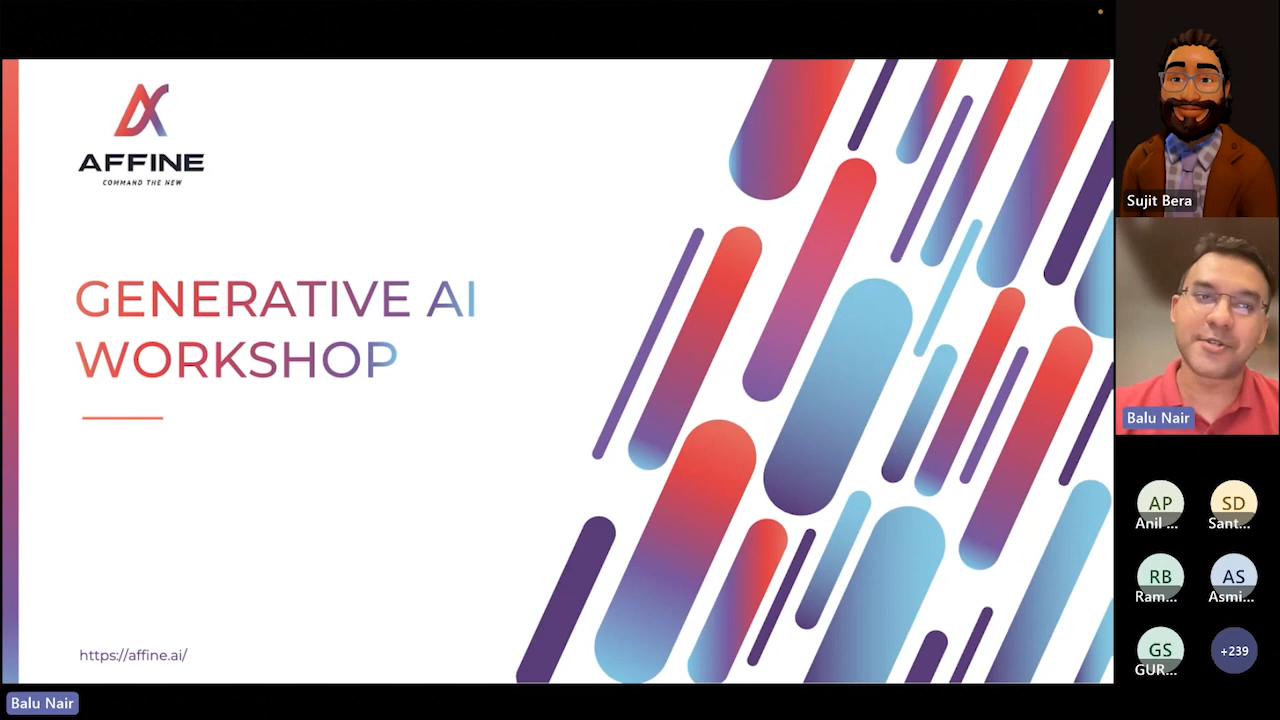 AFFINE
COMMAND THE NEW
GENERATIVE AI
WORKSHOP
https://affine.ai/
Balu Nair
Sujit Bera
Balu Nair
AP
Anil ...
SD
Sant...
RB
Ram...
AS
Asmi...
GS
GUR...
+239